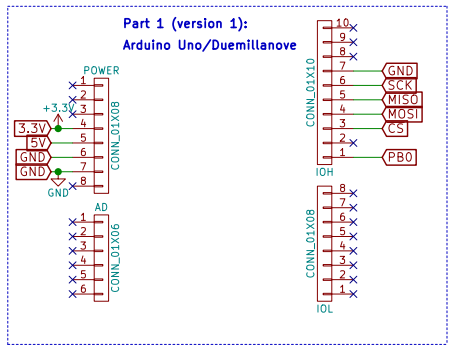 Part 1 (version 1):
Arduino Uno/Duemillanove
POWER
CONN_01X08
1
2
+3.3V
3
3.3V 4
5V 5
GND 6
GND 7
GND
8
AD
CONN_01X06
1
2
3
4
5
6
CONN_01X10
10
9
8
7 GND
6 SCK
5 MISO
4 MOSI
3 CS
2
1 PB0
IOH
CONN_01X08
8
7
6
5
4
3
2
1
IOL